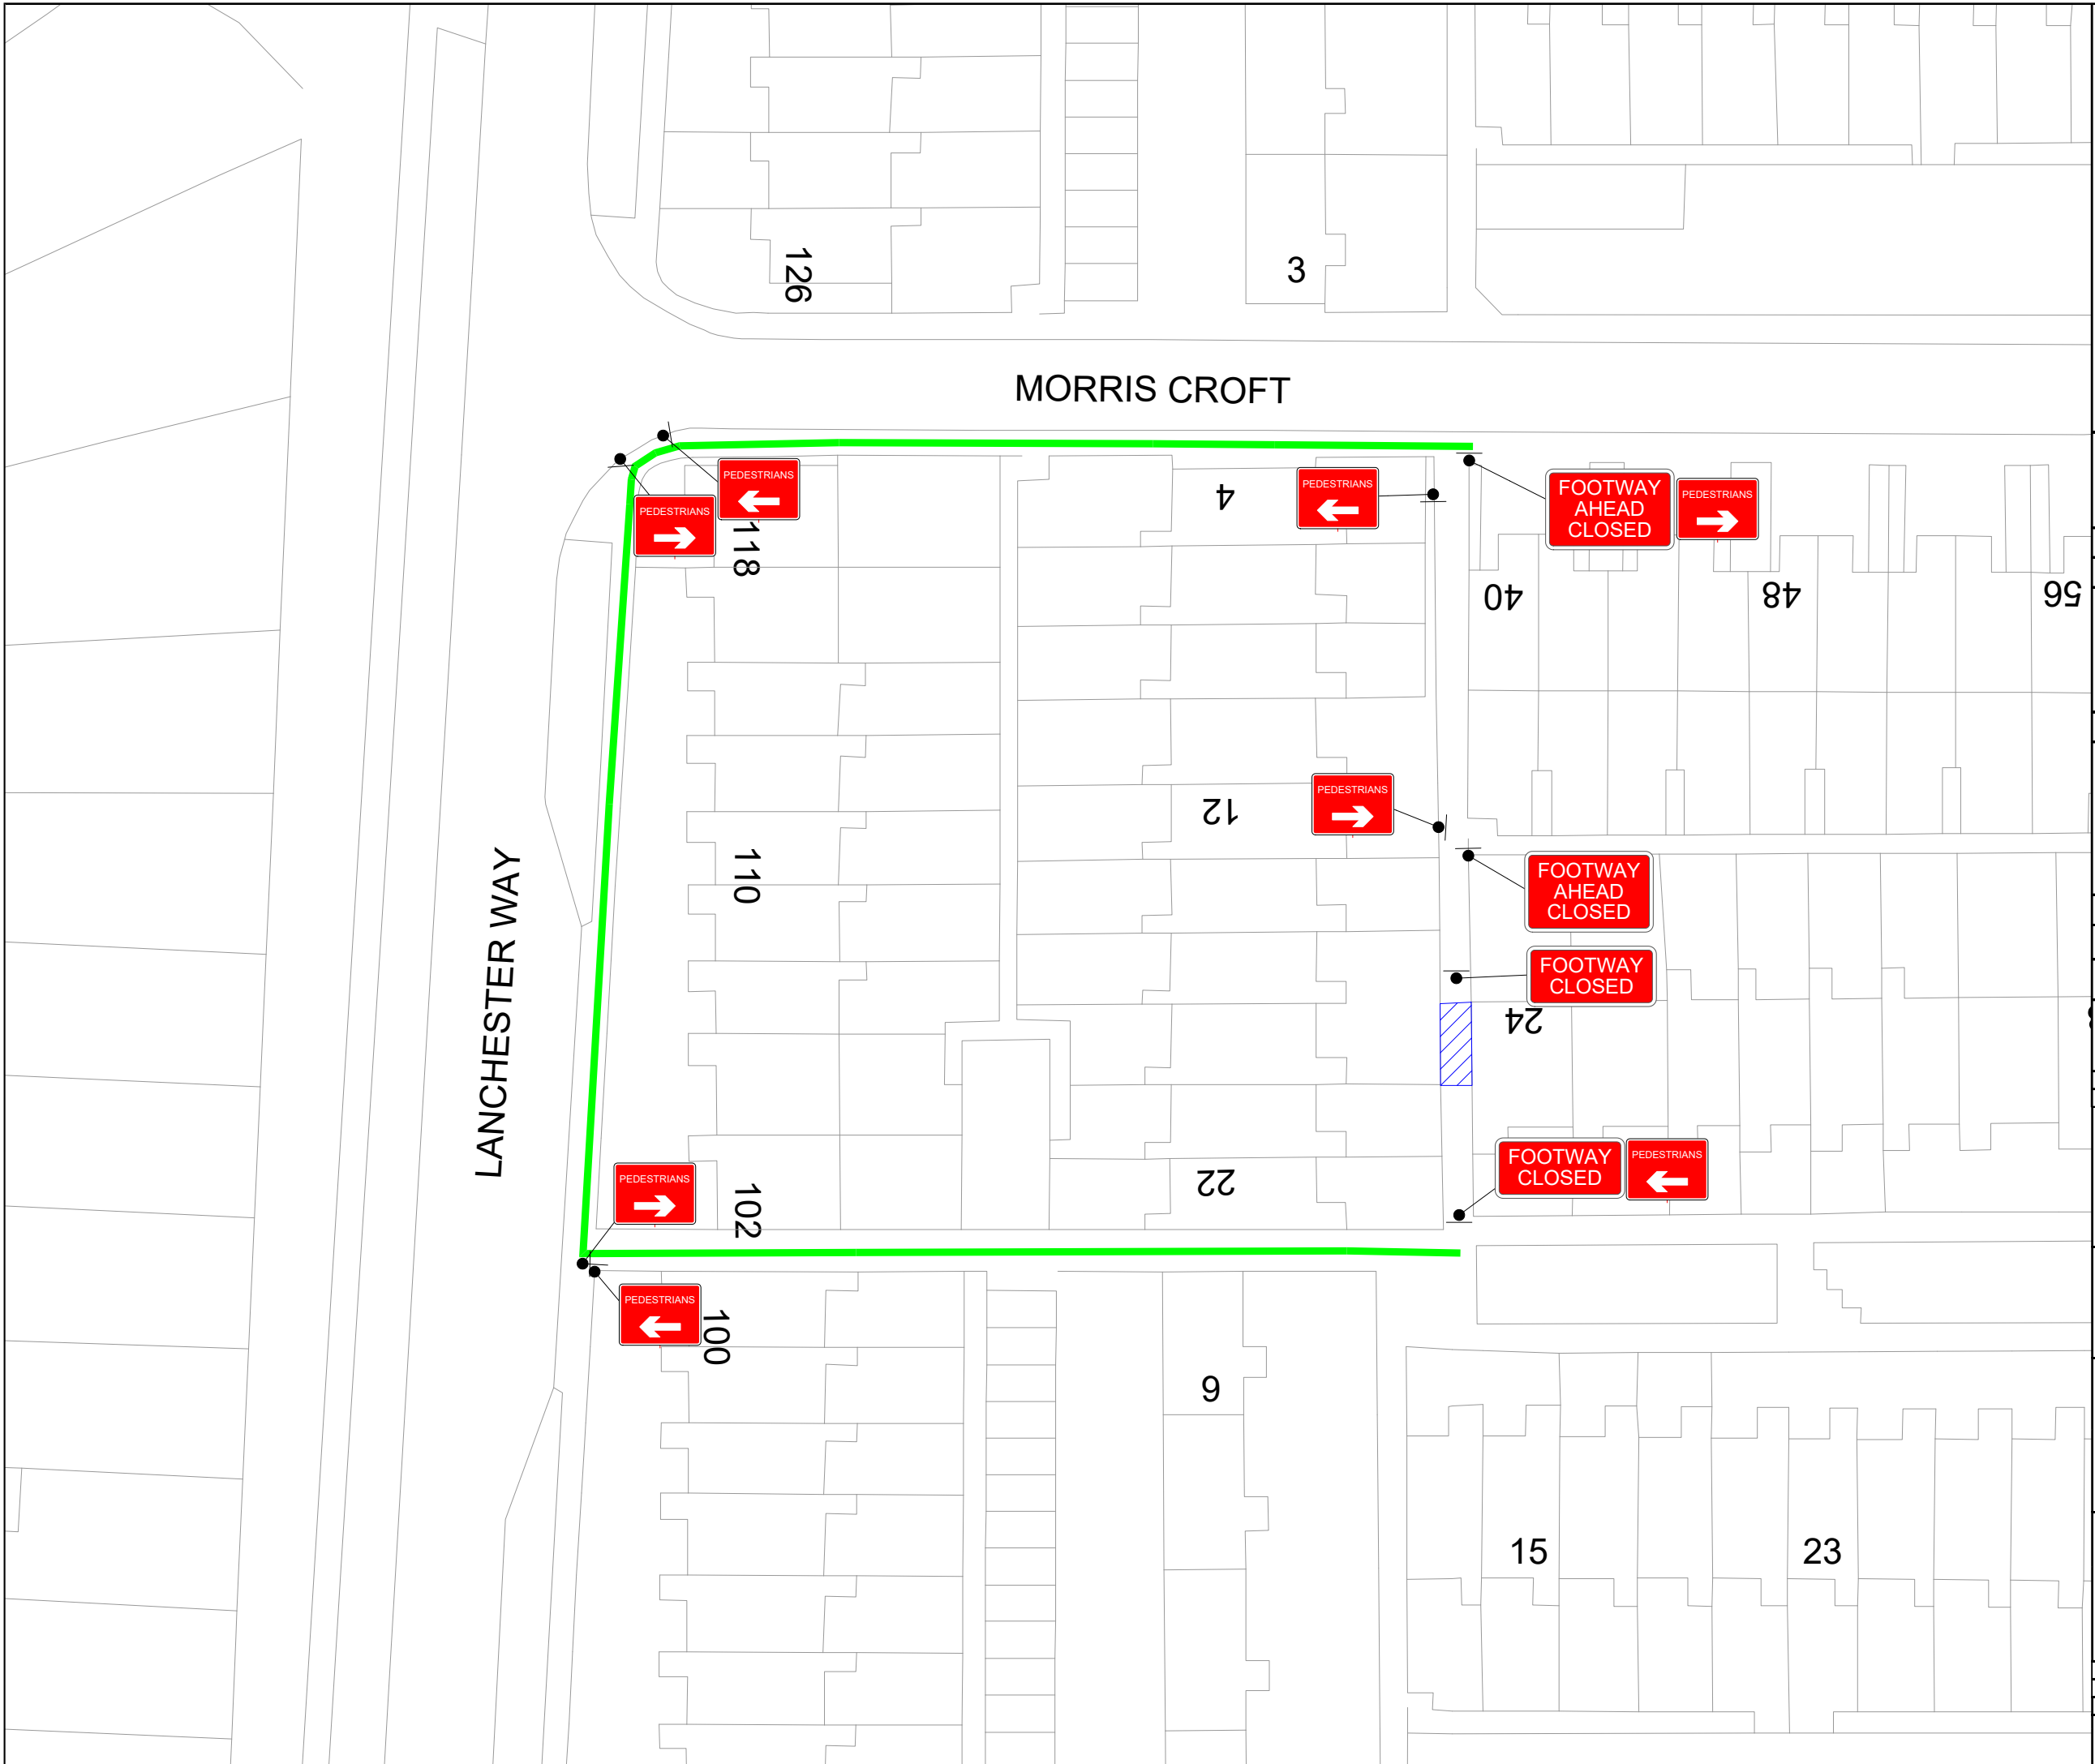 126
3
MORRIS CROFT
PEDESTRIANS
PEDESTRIANS
118
4
PEDESTRIANS
FOOTWAY
AHEAD
CLOSED
PEDESTRIANS
40
48
56
12
PEDESTRIANS
110
LANCHESTER WAY
FOOTWAY
AHEAD
CLOSED
FOOTWAY
CLOSED
24
FOOTWAY
CLOSED
PEDESTRIANS
PEDESTRIANS
102
22
PEDESTRIANS
100
9
15
23